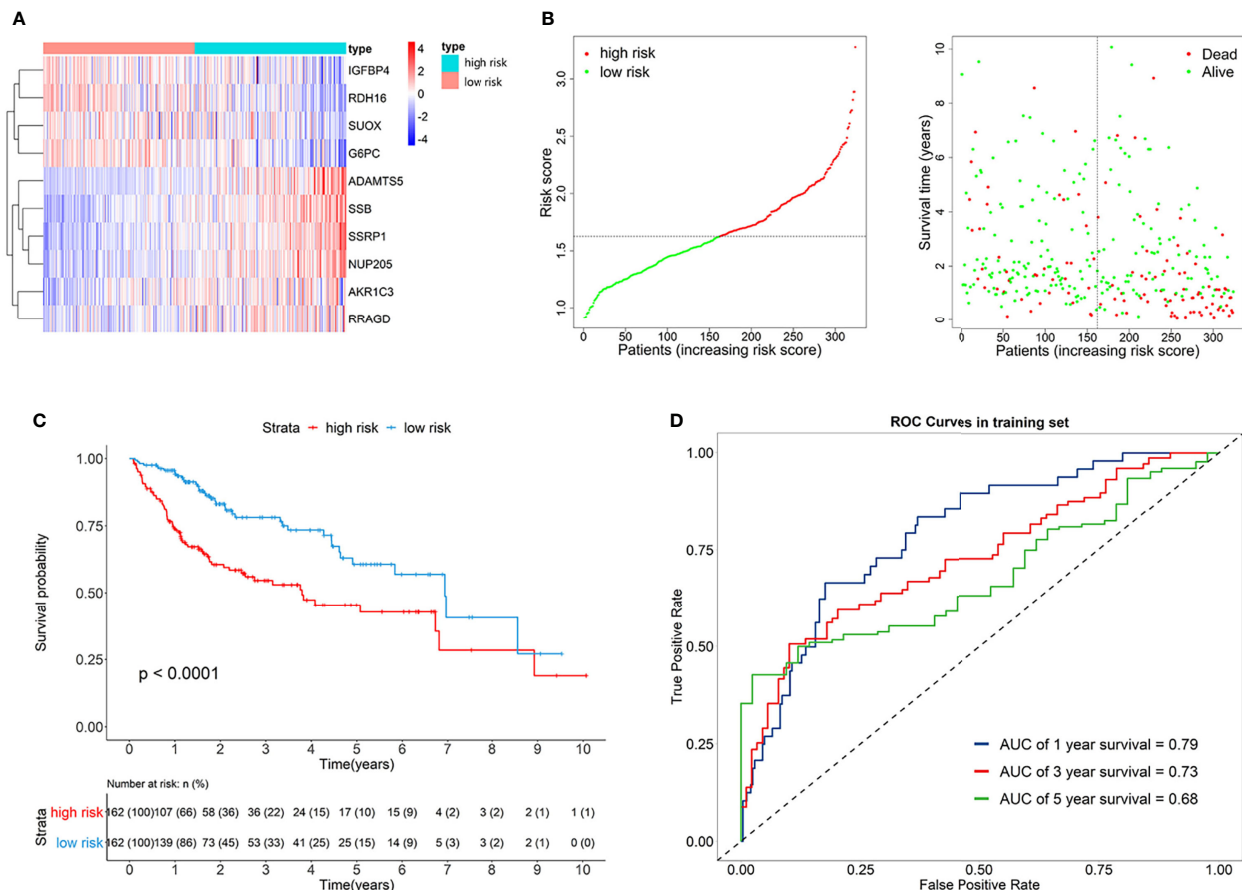 A
type
4
2
0
-2
-4
type
high risk
low risk
IGFBP4
RDH16
SUOX
G6PC
ADAMTS5
SSB
SSRP1
NUP205
AKR1C3
RRAGD
B
high risk
low risk
Risk score
3.0
2.5
2.0
1.5
1.0
0 50 100 150 200 250 300
Patients (increasing risk score)
Dead
Alive
Survival time (years)
10
8
6
4
2
0
0 50 100 150 200 250 300
Patients (increasing risk score)
C
Strata high risk low risk
Survival probability
1.00
0.75
0.50
0.25
0.00
p < 0.0001
0 1 2 3 4 5 6 7 8 9 10
Time(years)
Number at risk: n (%)
Strata
high risk 162 (100) 107 (66) 58 (36) 36 (22) 24 (15) 17 (10) 15 (9) 4 (2) 3 (2) 2 (1) 1 (1)
low risk 162 (100) 139 (86) 73 (45) 53 (33) 41 (25) 25 (15) 14 (9) 5 (3) 3 (2) 2 (1) 0 (0)
0 1 2 3 4 5 6 7 8 9 10
Time(years)
D
ROC Curves in training set
True Positive Rate
1.00
0.75
0.50
0.25
0.00
AUC of 1 year survival = 0.79
AUC of 3 year survival = 0.73
AUC of 5 year survival = 0.68
0.00 0.25 0.50 0.75 1.00
False Positive Rate